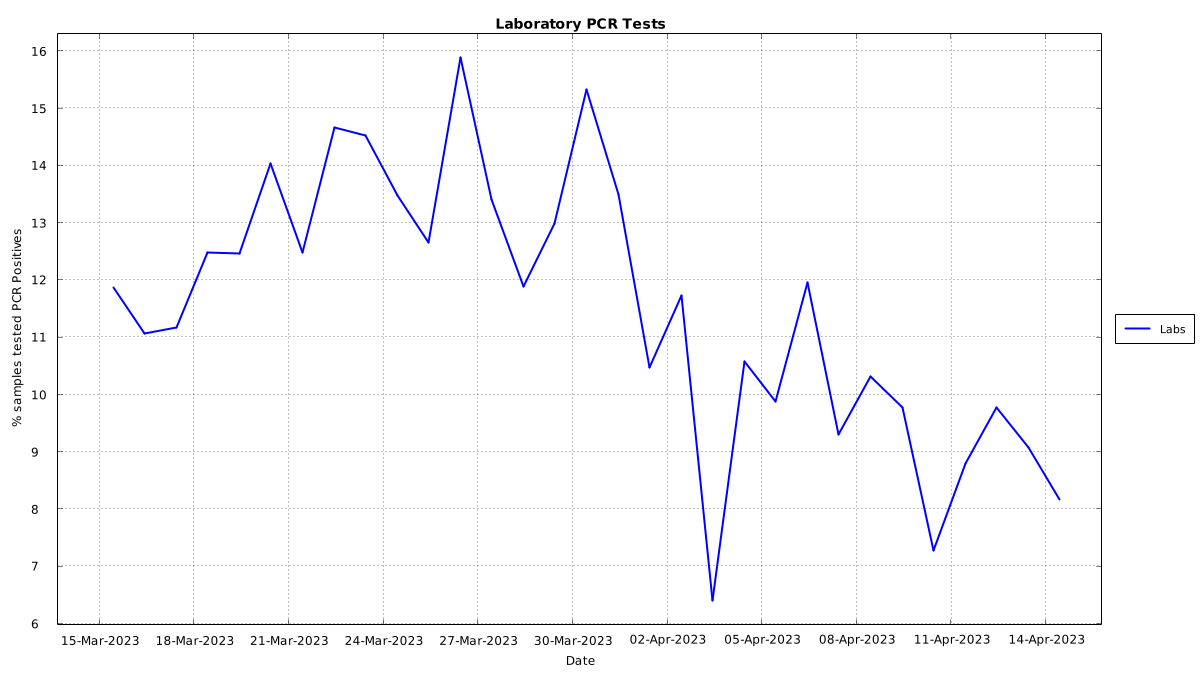 Laboratory PCR Tests
16
15
14
13
12
11
10
9
8
7
6
% samples tested PCR Positives
15-Mar-2023 18-Mar-2023 21-Mar-2023 24-Mar-2023 27-Mar-2023 30-Mar-2023 02-Apr-2023 05-Apr-2023 08-Apr-2023 11-Apr-2023 14-Apr-2023
Date
Labs